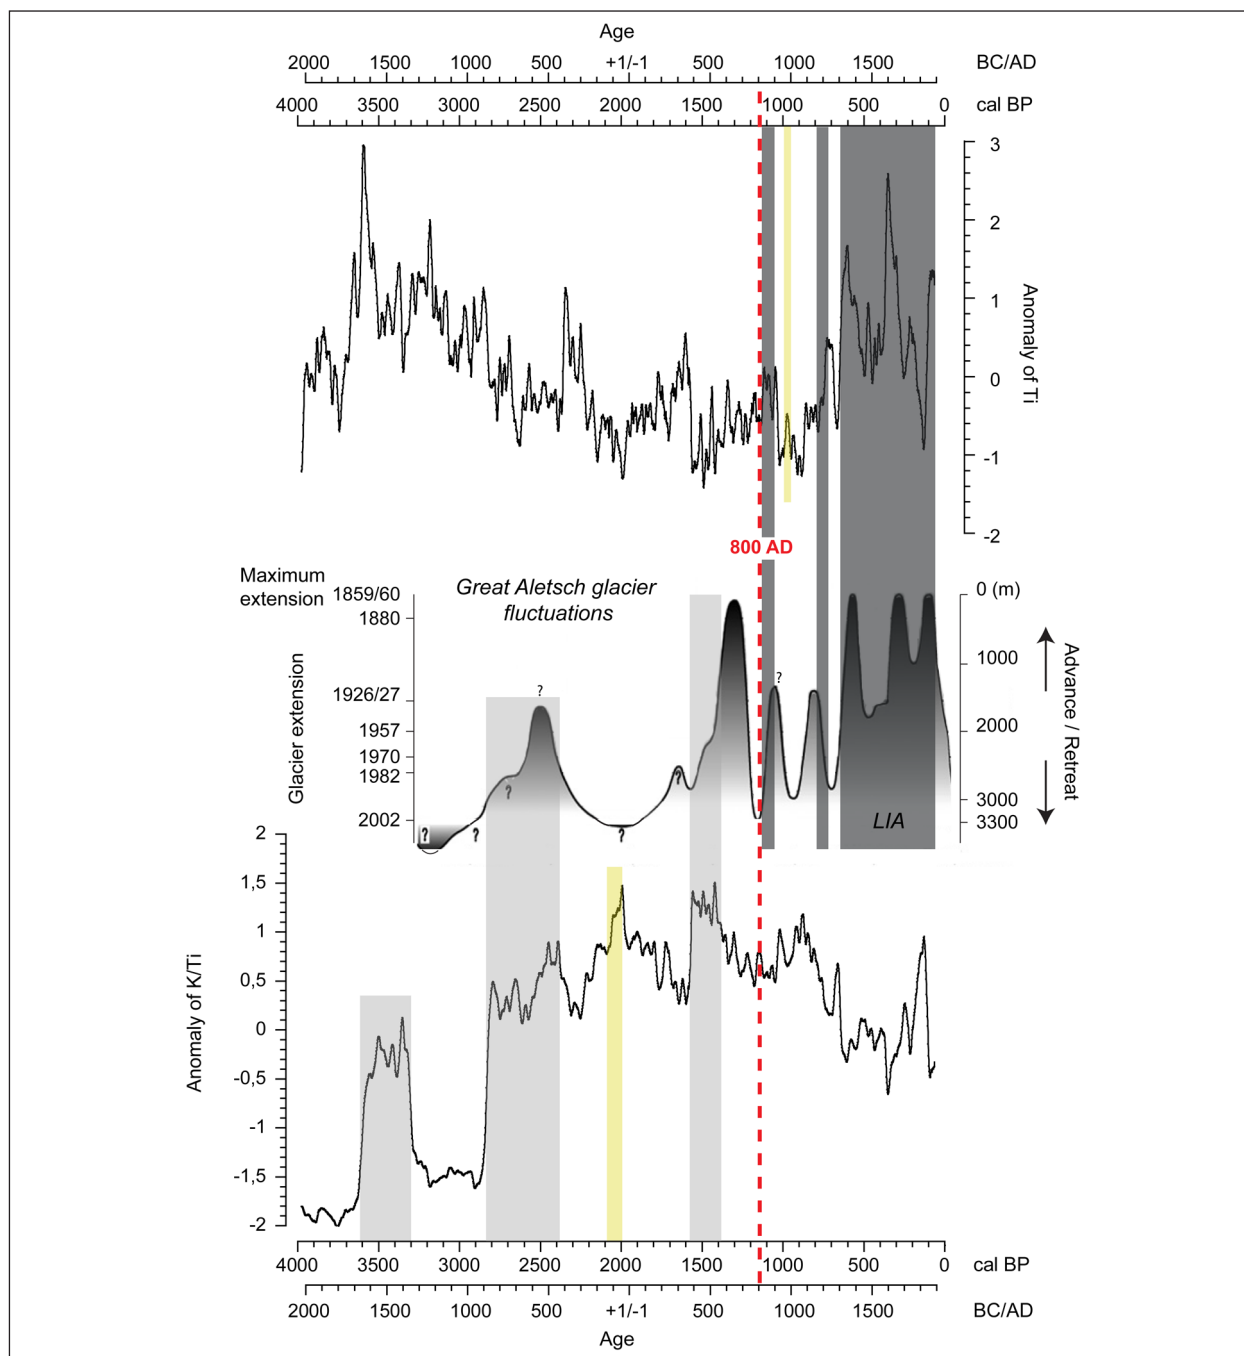 Age
2000 1500 1000 500 +1/-1 500 1000 1500 BC/AD
4000 3500 3000 2500 2000 1500 1000 500 0 cal BP
3
2
1
0
-1
-2
Anomaly of Ti
800 AD
Maximum
extension
Great Aletsch glacier
fluctuations
1859/60
1880
1926/27
1957
1970
1982
2002
Glacier extension
0 (m)
1000
2000
3000
3300
Advance / Retreat
?
?
?
?
?
?
?
LIA
2
1,5
1
0,5
0
-0,5
-1
-1,5
-2
Anomaly of K/Ti
4000 3500 3000 2500 2000 1500 1000 500 0 cal BP
2000 1500 1000 500 +1/-1 500 1000 1500 BC/AD
Age